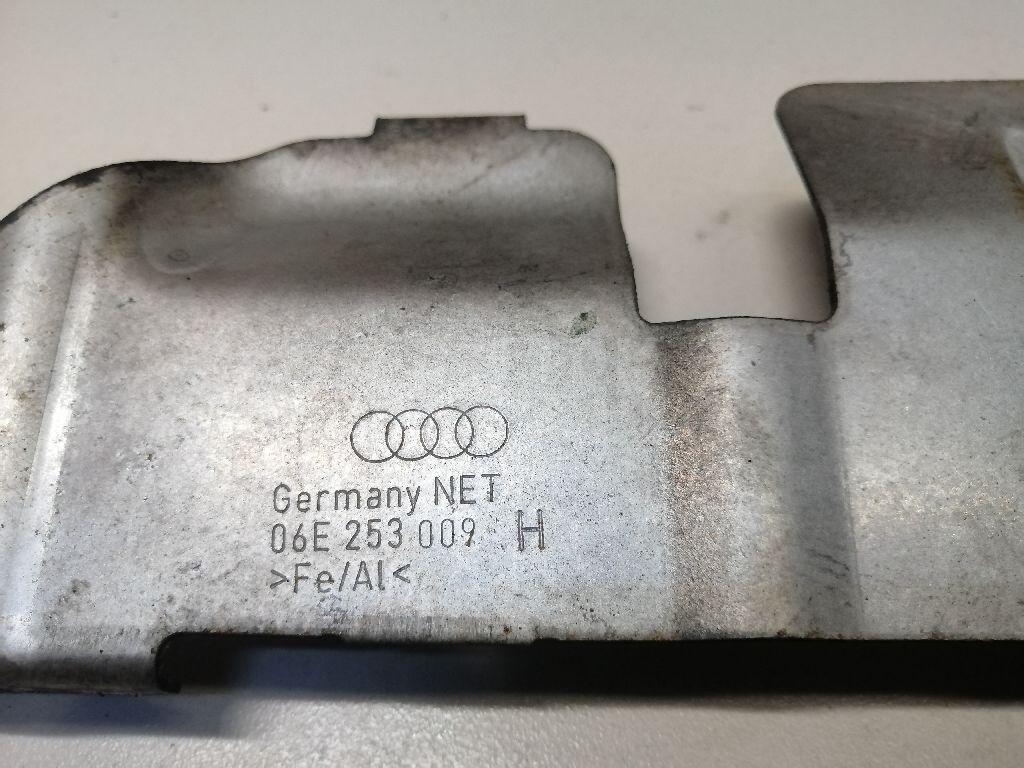 Germany NET
06E 253 009 H
>Fe/Al<